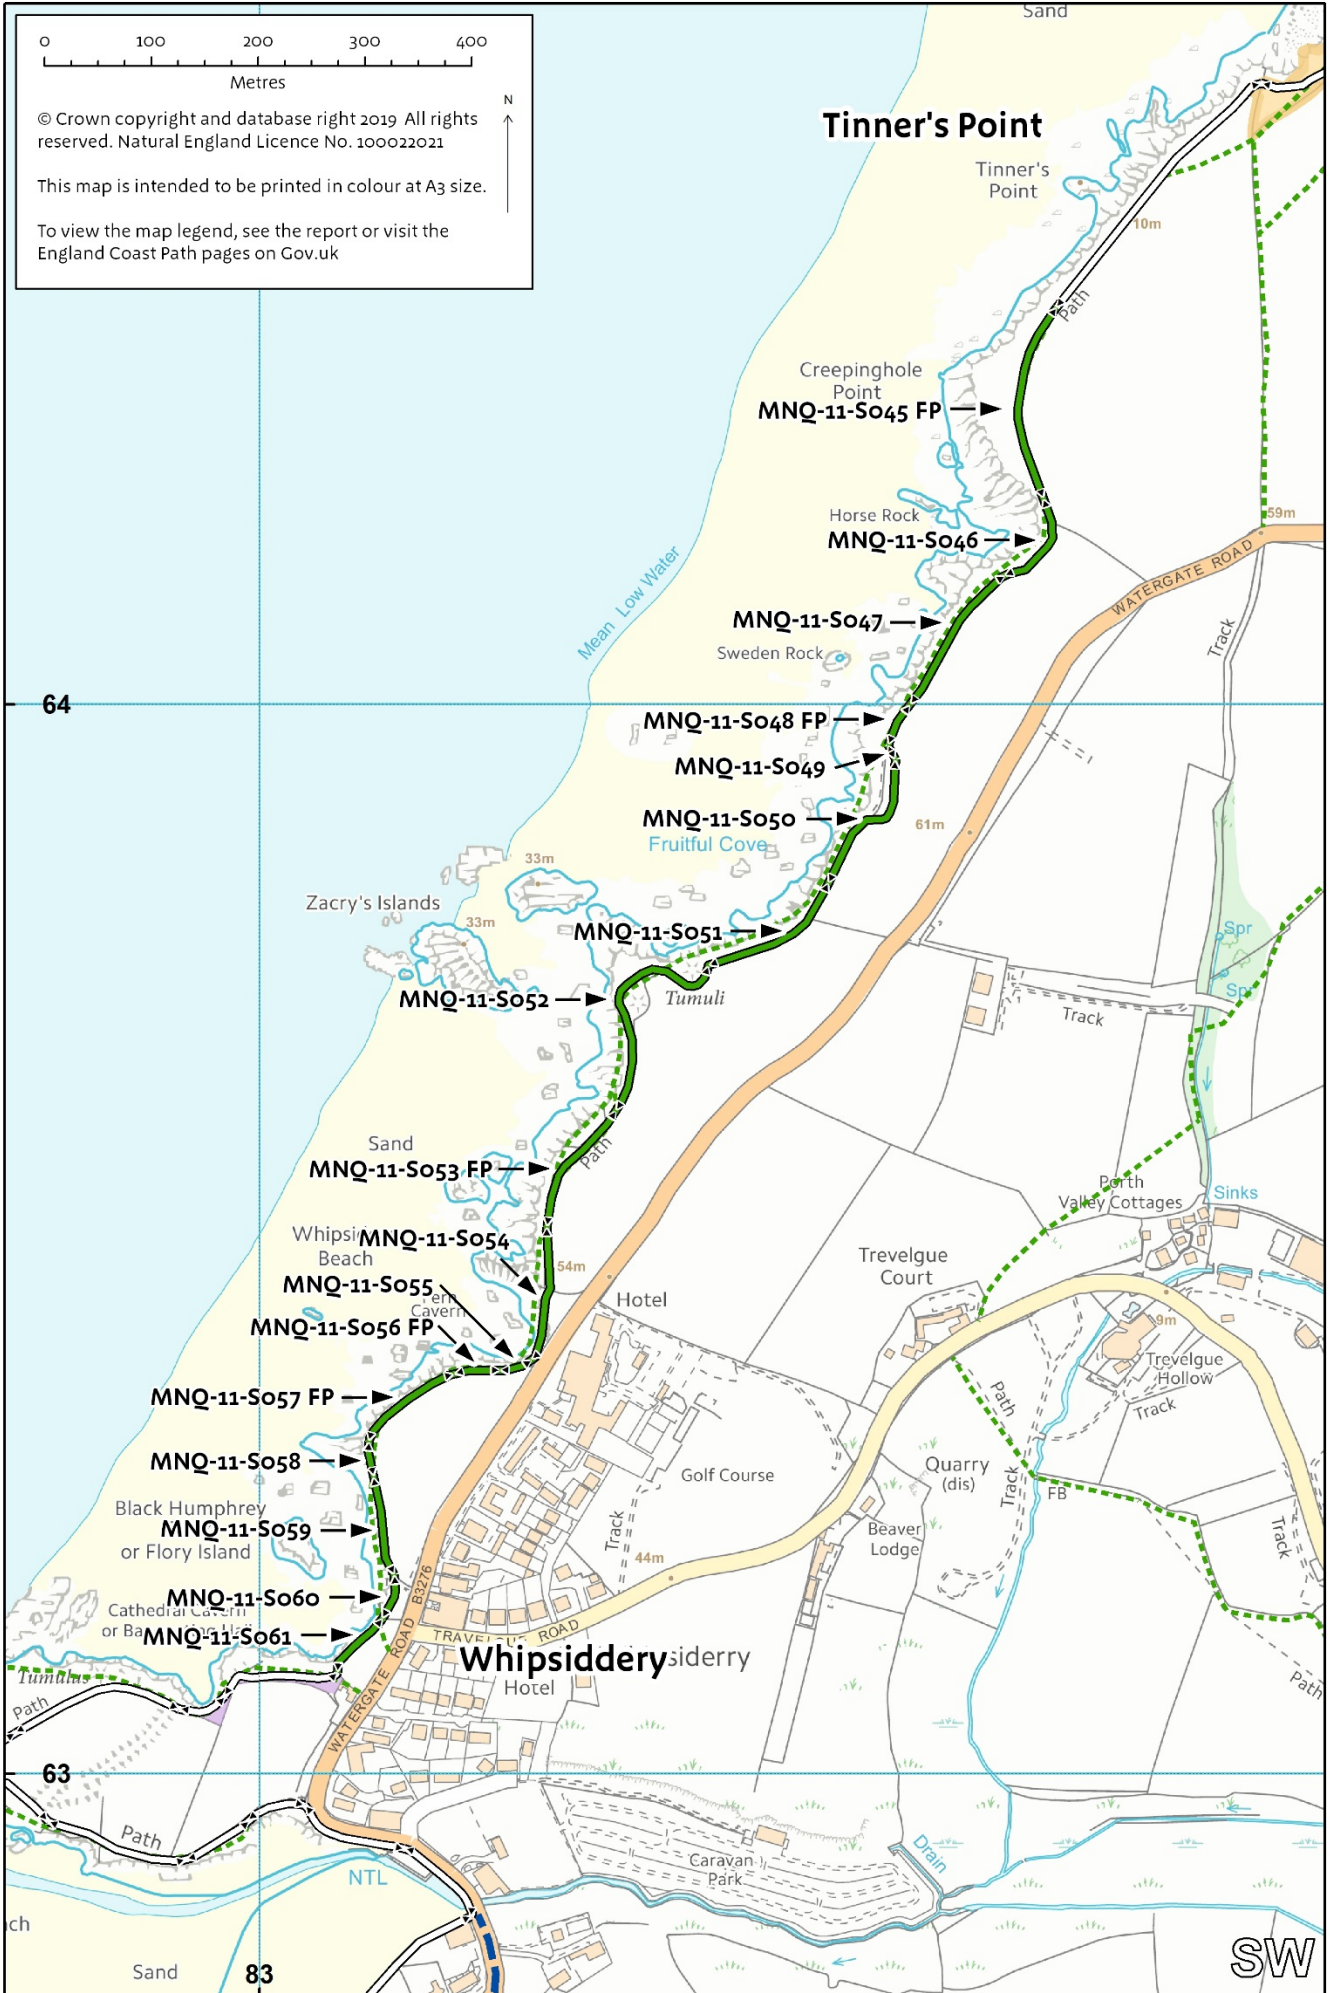 0 100 200 300 400
Metres
© Crown copyright and database right 2019 All rights
reserved. Natural England Licence No. 100022021
This map is intended to be printed in colour at A3 size.
To view the map legend, see the report or visit the
England Coast Path pages on Gov.uk
N
Sand
Tinner's Point
Tinner's
Point
10m
Path
Creepinghole
Point
MNQ-11-S045 FP
Horse Rock
MNQ-11-S046
59m
WATERGATE ROAD
Mean Low Water
MNQ-11-S047
Sweden Rock
Track
64
MNQ-11-S048 FP
MNQ-11-S049
MNQ-11-S050
61m
Fruitful Cove
33m
Zacry's Islands
33m
MNQ-11-S051
Spr
Spr
MNQ-11-S052
Tumuli
Track
Sand
Path
MNQ-11-S053 FP
Porth
Valley Cottages
Sinks
MNQ-11-S054
Beach
54m
Trevelgue
Court
MNQ-11-S055
Cavern
Hotel
MNQ-11-S056 FP
9m
Trevelgue
Hollow
MNQ-11-S057 FP
Path
Track
MNQ-11-S058
Golf Course
Quarry
(dis)
Track
FB
Black Humphrey
or Flory Island
MNQ-11-S059
Track
Beaver
Lodge
Track
44m
B3276
MNQ-11-S060
Cathedral Cavern
MNQ-11-S061
ROAD
Whipsiddery
siderry
Hotel
Tumulus
Path
WATERGATE ROAD
Path
63
Path
NTL
Caravan
Park
Drain
ch
Sand
83
SW